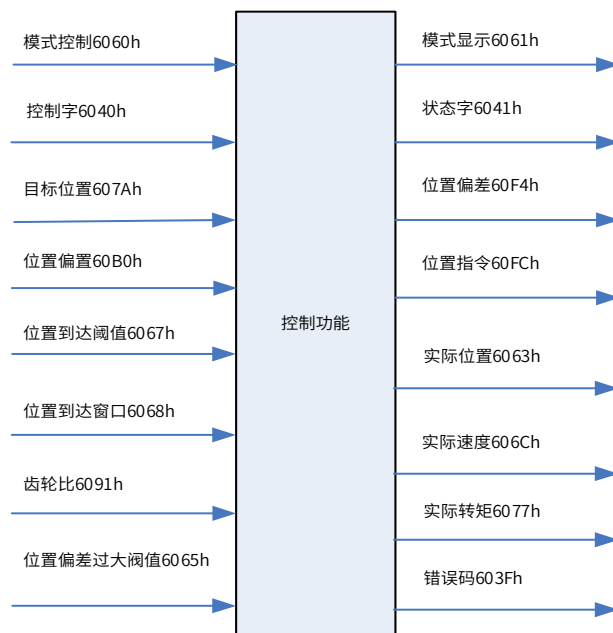 模式控制6060h
控制字6040h
目标位置607Ah
位置偏置60B0h
位置到达阈值6067h
位置到达窗口6068h
齿轮比6091h
位置偏差过大阀值6065h
控制功能
模式显示6061h
状态字6041h
位置偏差60F4h
位置指令60FCh
实际位置6063h
实际速度606Ch
实际转矩6077h
错误码603Fh